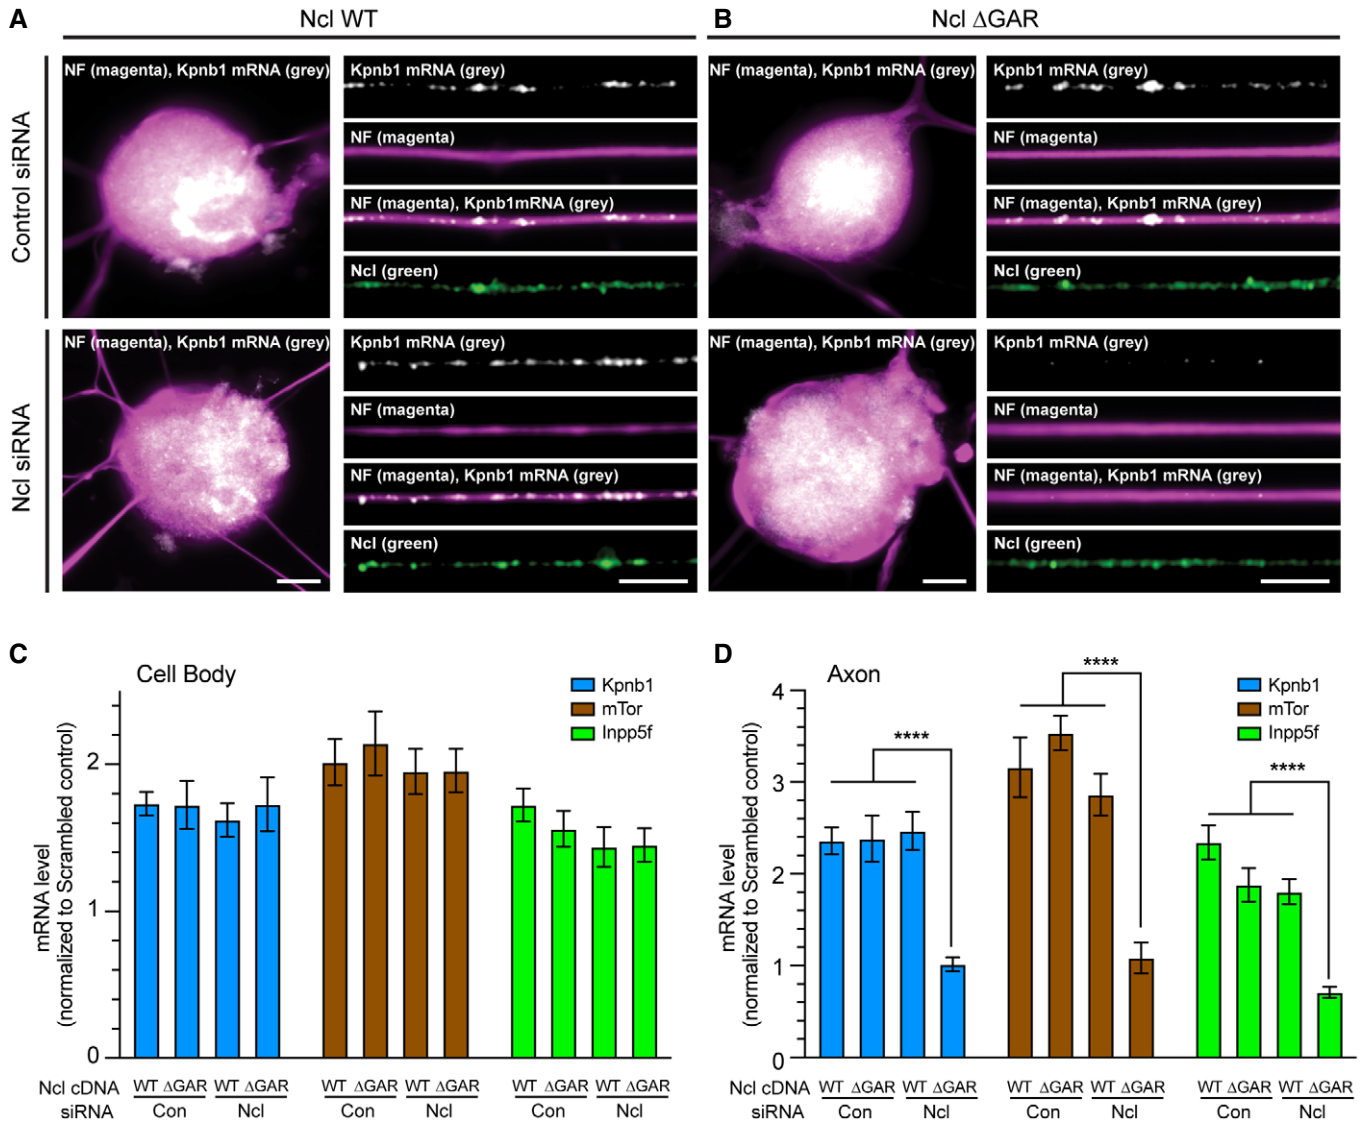 A
Ncl WT
B
Ncl ΔGAR
Control siRNA
NF (magenta), Kpnb1 mRNA (grey)
Kpnb1 mRNA (grey)
NF (magenta)
NF (magenta), Kpnb1mRNA (grey)
Ncl (green)
NF (magenta), Kpnb1 mRNA (grey)
Kpnb1 mRNA (grey)
NF (magenta)
NF (magenta), Kpnb1 mRNA (grey)
Ncl (green)
Ncl siRNA
NF (magenta), Kpnb1 mRNA (grey)
Kpnb1 mRNA (grey)
NF (magenta)
NF (magenta), Kpnb1 mRNA (grey)
Ncl (green)
NF (magenta), Kpnb1 mRNA (grey)
Kpnb1 mRNA (grey)
NF (magenta)
NF (magenta), Kpnb1 mRNA (grey)
Ncl (green)
C
Cell Body
Kpnb1
mTor
Inpp5f
mRNA level
(normalized to Scrambled control)
2
1
0
Ncl cDNA WT ΔGAR WT ΔGAR WT ΔGAR WT ΔGAR WT ΔGAR WT ΔGAR
siRNA Con Ncl Con Ncl Con Ncl
D
Axon
Kpnb1
mTor
Inpp5f
****
****
****
mRNA level
(normalized to Scrambled control)
4
3
2
1
0
Ncl cDNA WT ΔGAR WT ΔGAR WT ΔGAR WT ΔGAR WT ΔGAR WT ΔGAR
siRNA Con Ncl Con Ncl Con Ncl